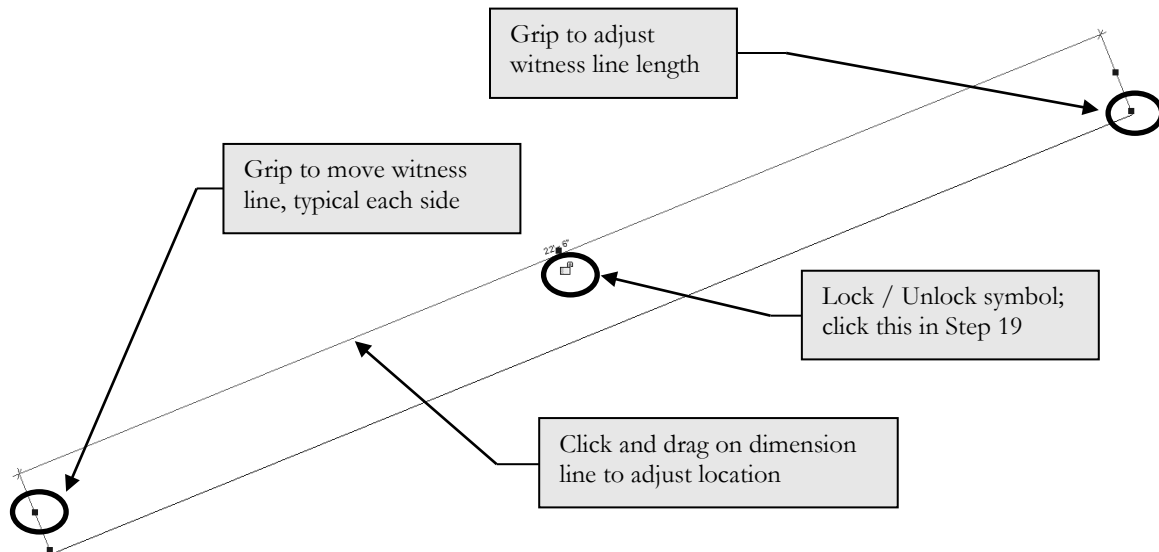 Grip to adjust
witness line length
Grip to move witness
line, typical each side
22' 6"
Lock / Unlock symbol;
click this in Step 19
Click and drag on dimension
line to adjust location